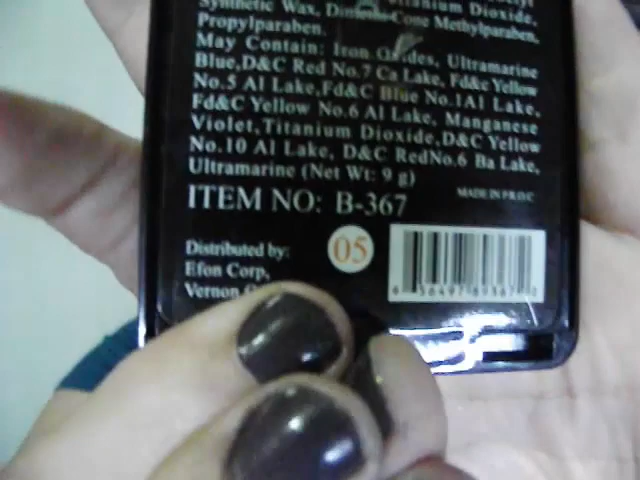 Synthetic Wax, Titanium Dioxide,
Cone Methylparaben,
Propylparaben.
May Contain: Iron Oxides, Ultramarine
Blue,D&C Red No.7 Ca Lake, Fd&c Yellow
No.5 Al Lake,Fd&C Blue No.1Al Lake,
Fd&C Yellow No.6 Al Lake, Manganese
Violet,Titanium Dioxide,D&C Yellow
No.10 Al Lake, D&C RedNo.6 Ba Lake,
Ultramarine (Net Wt: 9 g)
MADE IN P.R.O.C
ITEM NO: B-367
Distributed by:
Efon Corp,
Vernon
05